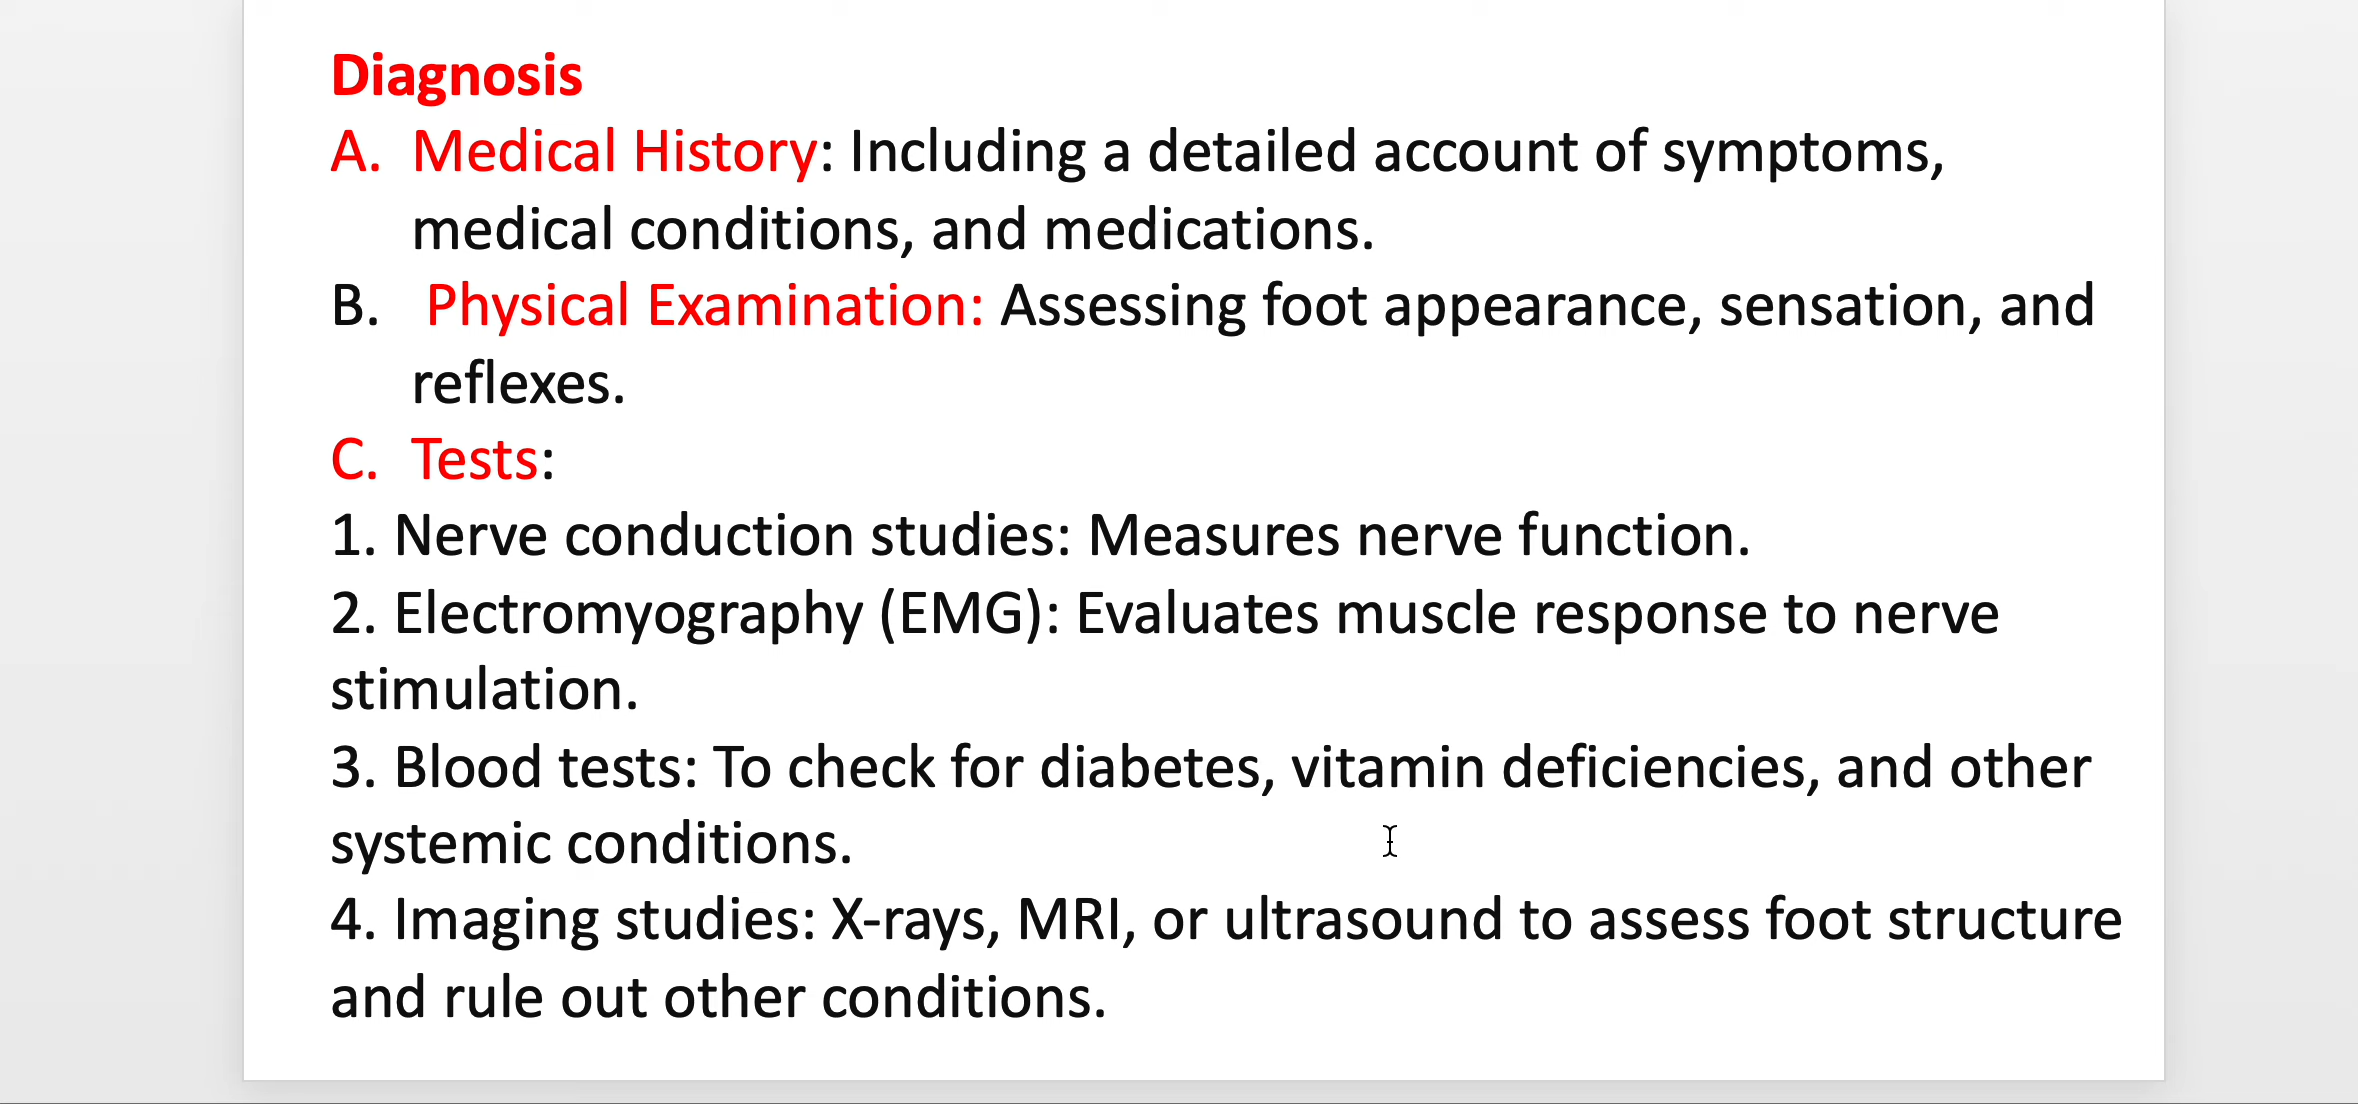 Diagnosis
A. Medical History: Including a detailed account of symptoms,
medical conditions, and medications.
B. Physical Examination: Assessing foot appearance, sensation, and
reflexes.
C. Tests:
1. Nerve conduction studies: Measures nerve function.
2. Electromyography (EMG): Evaluates muscle response to nerve
stimulation.
3. Blood tests: To check for diabetes, vitamin deficiencies, and other
systemic conditions.
4. Imaging studies: X-rays, MRI, or ultrasound to assess foot structure
and rule out other conditions.